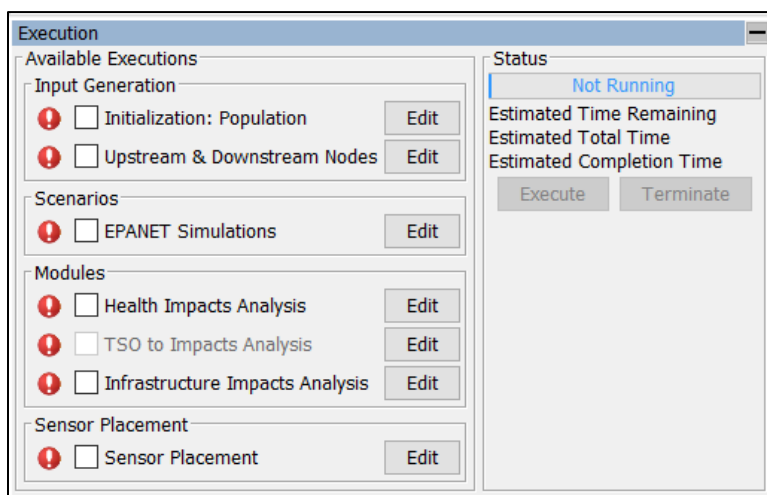 Execution
Available Executions
Input Generation
Initialization: Population Edit
Upstream & Downstream Nodes Edit
Scenarios
EPANET Simulations Edit
Modules
Health Impacts Analysis Edit
TSO to Impacts Analysis Edit
Infrastructure Impacts Analysis Edit
Sensor Placement
Sensor Placement Edit
Status
Not Running
Estimated Time Remaining
Estimated Total Time
Estimated Completion Time
Execute Terminate